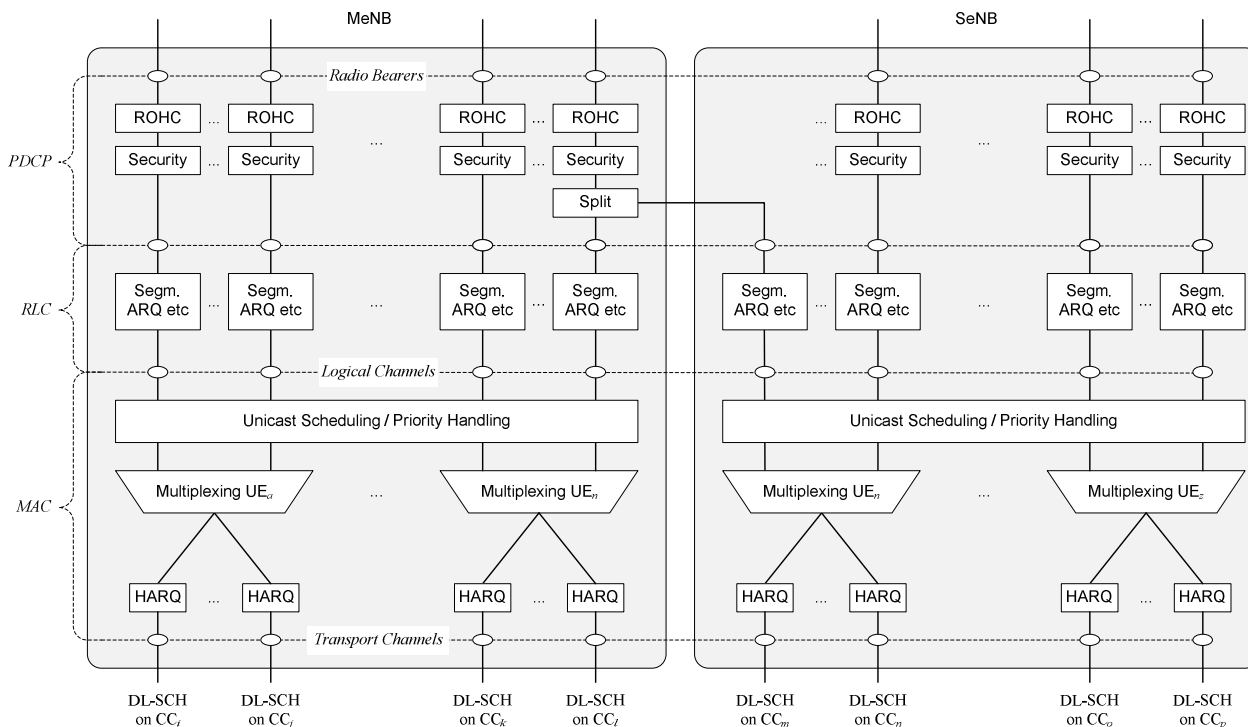 MeNB SeNB
Radio Bearers
ROHC ... ROHC ROHC ... ROHC ... ROHC ROHC ... ROHC
... ...
PDCP Security ... Security Security ... Security ... Security Security ... Security
Split
Segm. Segm. Segm. Segm. Segm. Segm. Segm. Segm.
RLC ARQ etc ... ARQ etc ... ARQ etc ... ARQ etc ARQ etc ... ARQ etc ... ARQ etc ... ARQ etc
Logical Channels
Unicast Scheduling / Priority Handling Unicast Scheduling / Priority Handling
Multiplexing UEa ... Multiplexing UEn Multiplexing UEn ... Multiplexing UEz
MAC
HARQ ... HARQ HARQ ... HARQ HARQ ... HARQ HARQ ... HARQ
Transport Channels
DL-SCH DL-SCH DL-SCH DL-SCH DL-SCH DL-SCH DL-SCH DL-SCH
on CCi on CCj on CCk on CCl on CCm on CCn on CCo on CCp